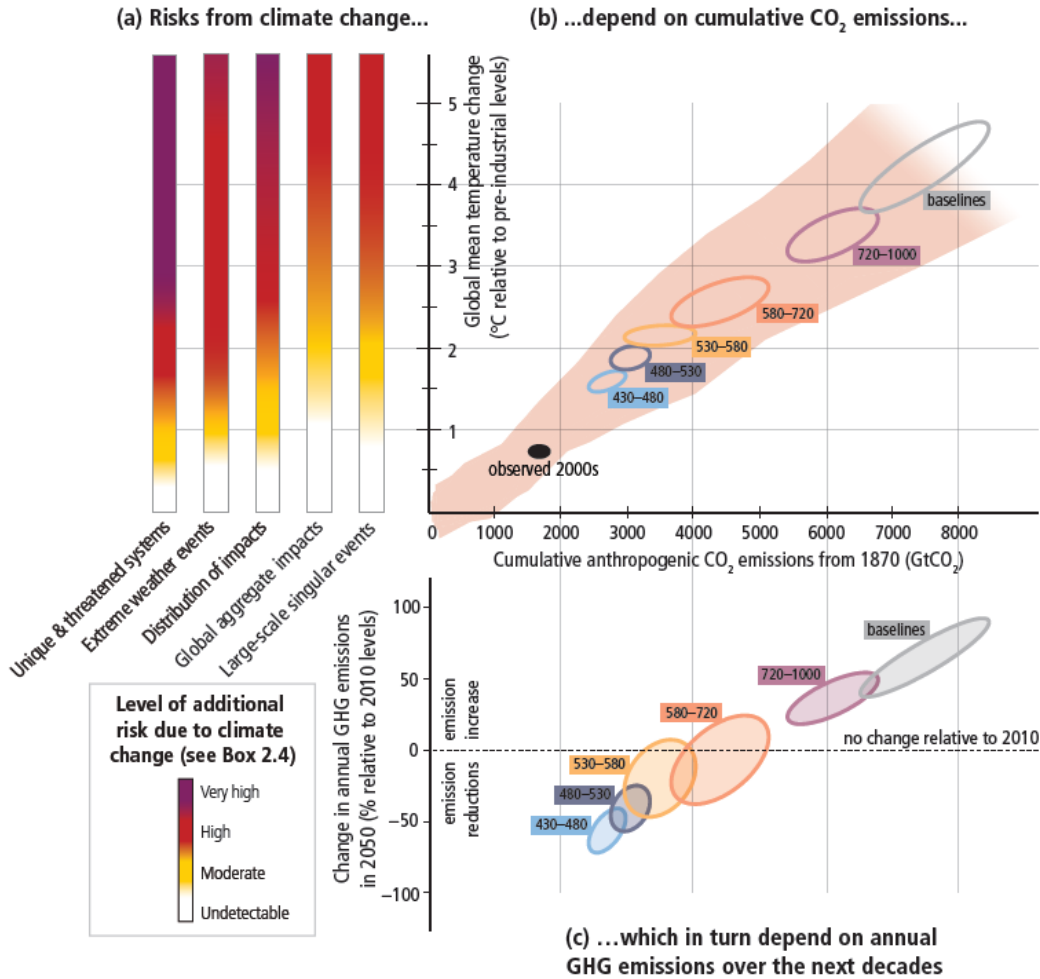 (a) Risks from climate change...
(b) ...depend on cumulative CO₂ emissions...
Global mean temperature change
(°C relative to pre-industrial levels)
5
4
3
2
1
baselines
720–1000
580–720
530–580
480–530
430–480
observed 2000s
0
1000
2000
3000
4000
5000
6000
7000
8000
Cumulative anthropogenic CO₂ emissions from 1870 (GtCO₂)
Unique & threatened systems
Extreme weather events
Distribution of impacts
Global aggregate impacts
Large-scale singular events
Level of additional
risk due to climate
change (see Box 2.4)
Very high
High
Moderate
Undetectable
Change in annual GHG emissions
in 2050 (% relative to 2010 levels)
100
50
0
−50
−100
emission
increase
emission
reductions
baselines
720–1000
580–720
no change relative to 2010
530–580
480–530
430–480
(c) ...which in turn depend on annual
GHG emissions over the next decades